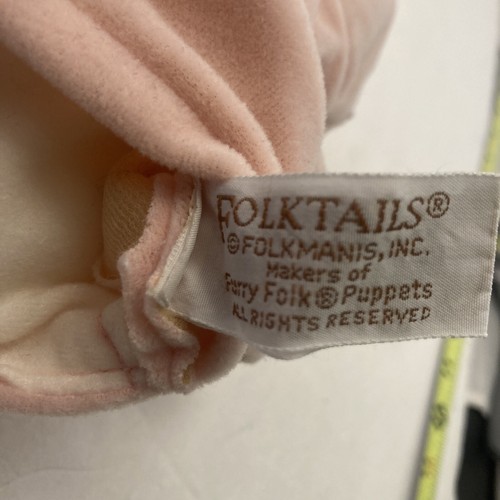 FOLKTAILS®
©FOLKMANIS, INC.
Makers of
Furry Folk®Puppets
ALL RIGHTS RESERVED